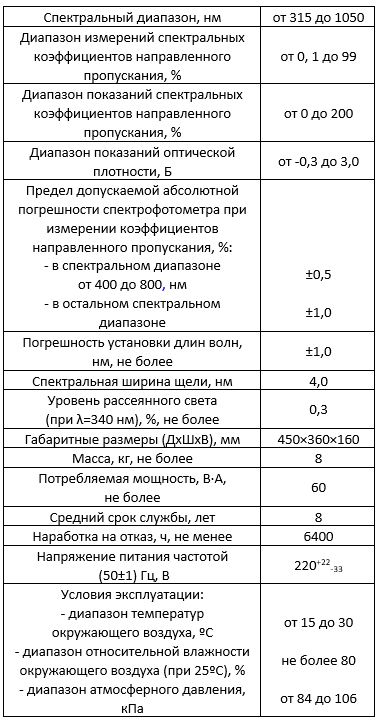 Спектральный диапазон, нм от 315 до 1050
Диапазон измерений спектральных
коэффициентов направленного от 0, 1 до 99
пропускания, %
Диапазон показаний спектральных
коэффициентов направленного от 0 до 200
пропускания, %
Диапазон показаний оптической
плотности, Б от -0,3 до 3,0
Предел допускаемой абсолютной
погрешности спектрофотометра при
измерении коэффициентов
направленного пропускания, %:
- в спектральном диапазоне ±0,5
от 400 до 800, нм
- в остальном спектральном ±1,0
диапазоне
Погрешность установки длин волн, ±1,0
нм, не более
Спектральная ширина щели, нм 4,0
Уровень рассеянного света 0,3
(при λ=340 нм), %, не более
Габаритные размеры (ДхШхВ), мм 450×360×160
Масса, кг, не более 8
Потребляемая мощность, В·А, 60
не более
Средний срок службы, лет 8
Наработка на отказ, ч, не менее 6400
Напряжение питания частотой 220+22-33
(50±1) Гц, В
Условия эксплуатации:
- диапазон температур от 15 до 30
окружающего воздуха, ºС
- диапазон относительной влажности не более 80
окружающего воздуха (при 25ºС), %
- диапазон атмосферного давления, от 84 до 106
кПа